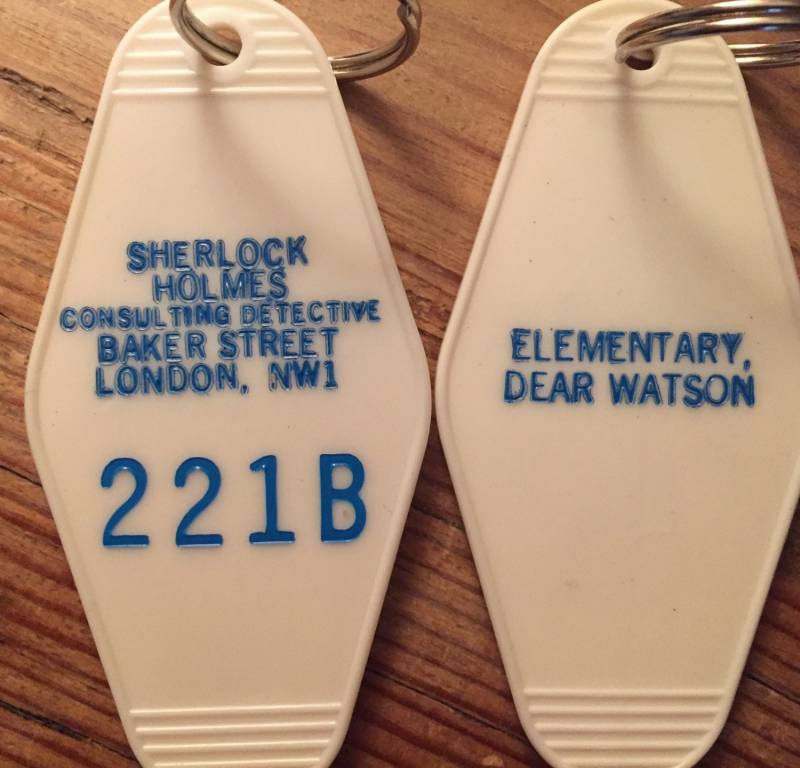 SHERLOCK
HOLMES
CONSULTING DETECTIVE
BAKER STREET
LONDON, NW1
221B
ELEMENTARY,
DEAR WATSON